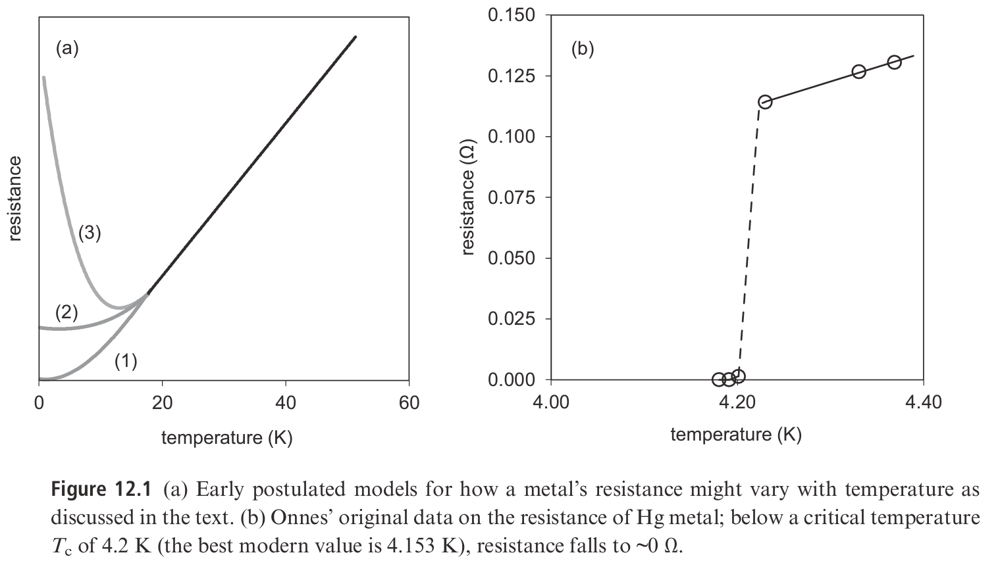 (a)
(3)
(2)
(1)
resistance
0
20
40
60
temperature (K)
(b)
0.150
0.125
0.100
0.075
0.050
0.025
0.000
resistance (Ω)
4.00
4.20
4.40
temperature (K)
Figure 12.1 (a) Early postulated models for how a metal’s resistance might vary with temperature as
discussed in the text. (b) Onnes’ original data on the resistance of Hg metal; below a critical temperature
Tc of 4.2 K (the best modern value is 4.153 K), resistance falls to ~0 Ω.